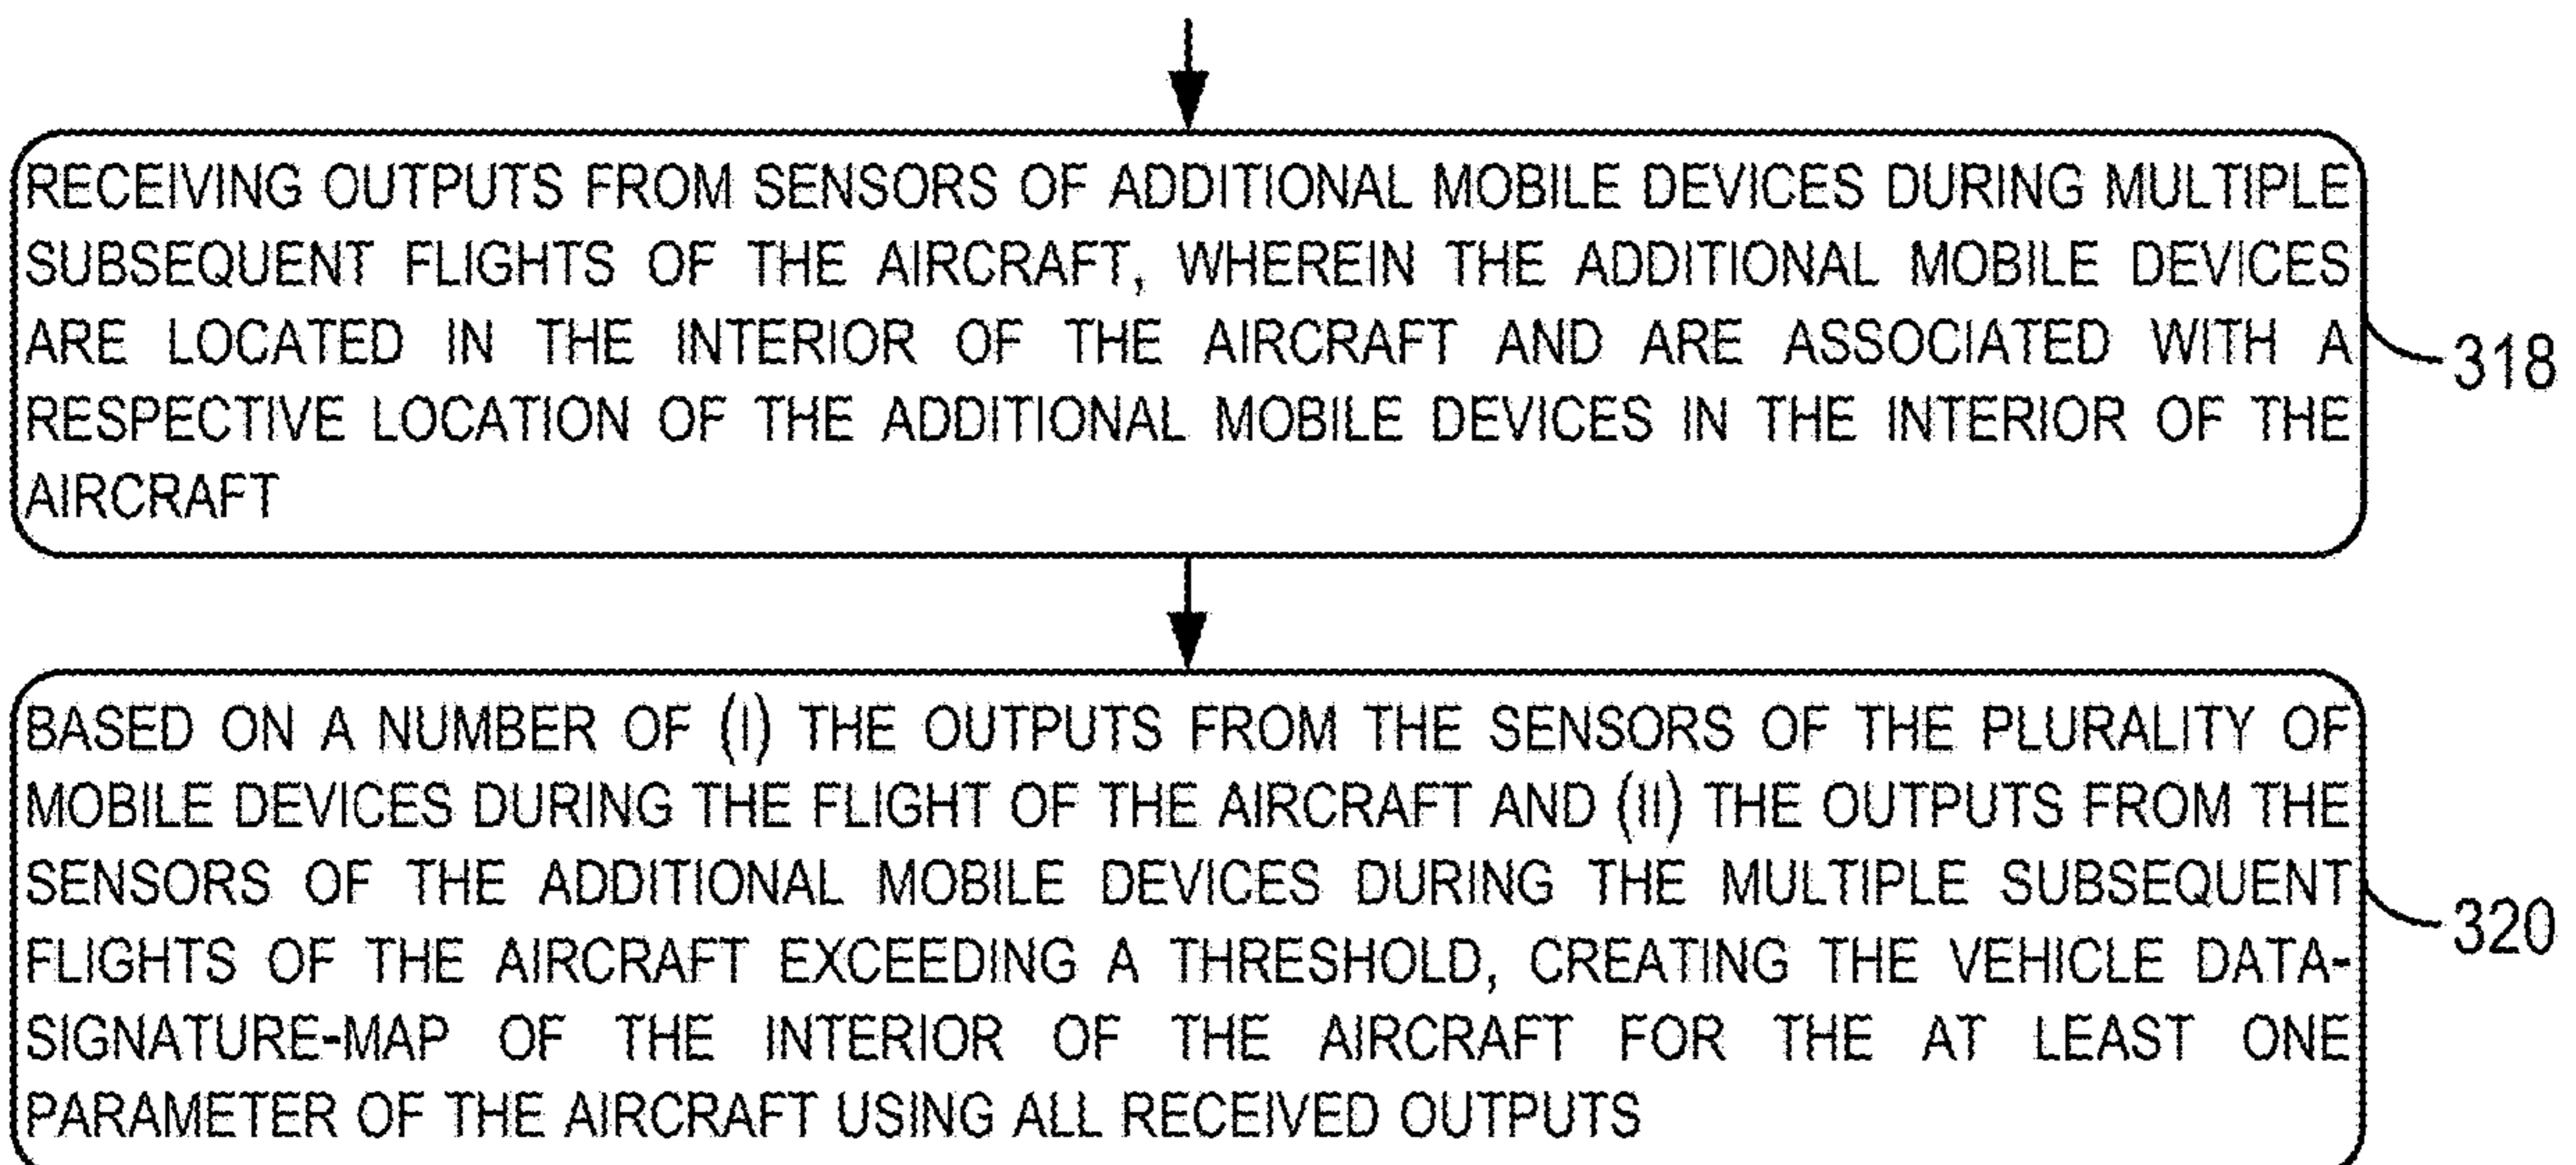 RECEIVING OUTPUTS FROM SENSORS OF ADDITIONAL MOBILE DEVICES DURING MULTIPLE
SUBSEQUENT FLIGHTS OF THE AIRCRAFT, WHEREIN THE ADDITIONAL MOBILE DEVICES
ARE LOCATED IN THE INTERIOR OF THE AIRCRAFT AND ARE ASSOCIATED WITH A
RESPECTIVE LOCATION OF THE ADDITIONAL MOBILE DEVICES IN THE INTERIOR OF THE
AIRCRAFT
318
BASED ON A NUMBER OF (I) THE OUTPUTS FROM THE SENSORS OF THE PLURALITY OF
MOBILE DEVICES DURING THE FLIGHT OF THE AIRCRAFT AND (II) THE OUTPUTS FROM THE
SENSORS OF THE ADDITIONAL MOBILE DEVICES DURING THE MULTIPLE SUBSEQUENT
FLIGHTS OF THE AIRCRAFT EXCEEDING A THRESHOLD, CREATING THE VEHICLE DATA-
SIGNATURE-MAP OF THE INTERIOR OF THE AIRCRAFT FOR THE AT LEAST ONE
PARAMETER OF THE AIRCRAFT USING ALL RECEIVED OUTPUTS
320